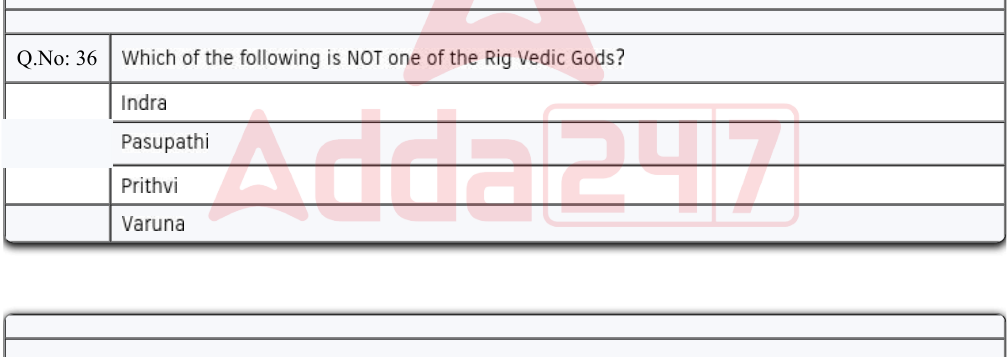 Q.No: 36 Which of the following is NOT one of the Rig Vedic Gods?
Indra
Pasupathi
Prithvi
Varuna
Adda247